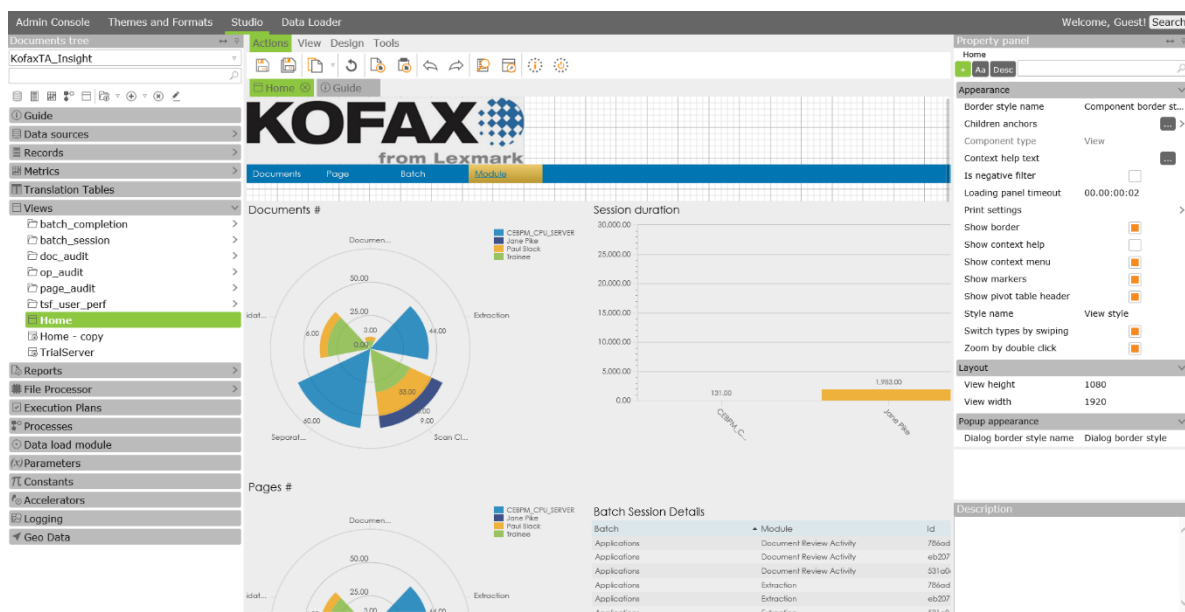 Admin Console Themes and Formats Studio Data Loader Welcome, Guest! Search
Documents tree
KofaxTA_Insight
Guide
Data sources
Records
Metrics
Translation Tables
Views
batch_completion
batch_session
doc_audit
op_audit
page_audit
tsf_user_perf
Home
Home - copy
TrialServer
Reports
File Processor
Execution Plans
Processes
Data load module
(x) Parameters
Constants
Accelerators
Logging
Geo Data
Actions View Design Tools
Home Guide
KOFAX
from Lexmark
Documents Page Batch Module
Documents #
CEBPM_CPU_SERVER
Jane Pike
Paul Slack
Trainee
Documen...
50.00
25.00
idat...
Extraction
6.00
3.00
44.00
0.00
53.00
60.00
9.00
Separat...
Scan Cl...
Session duration
30,000.00
25,000.00
20,000.00
15,000.00
10,000.00
5,000.00
0.00
131.00
1,983.00
CEBPM_C...
Jane Pike
Pages #
CEBPM_CPU_SERVER
Jane Pike
Paul Slack
Trainee
Documen...
50.00
25.00
idat...
Extraction
3.00
44.00
Batch Session Details
Batch Module Id
Applications Document Review Activity 786ad
Applications Document Review Activity eb207
Applications Document Review Activity 531a0
Applications Extraction 786ad
Applications Extraction eb207
Property panel
Home
Aa Desc
Appearance
Border style name Component border st...
Children anchors ...
Component type View
Context help text ...
Is negative filter
Loading panel timeout 00.00:00:02
Print settings
Show border
Show context help
Show context menu
Show markers
Show pivot table header
Style name View style
Switch types by swiping
Zoom by double click
Layout
View height 1080
View width 1920
Popup appearance
Dialog border style name Dialog border style
Description